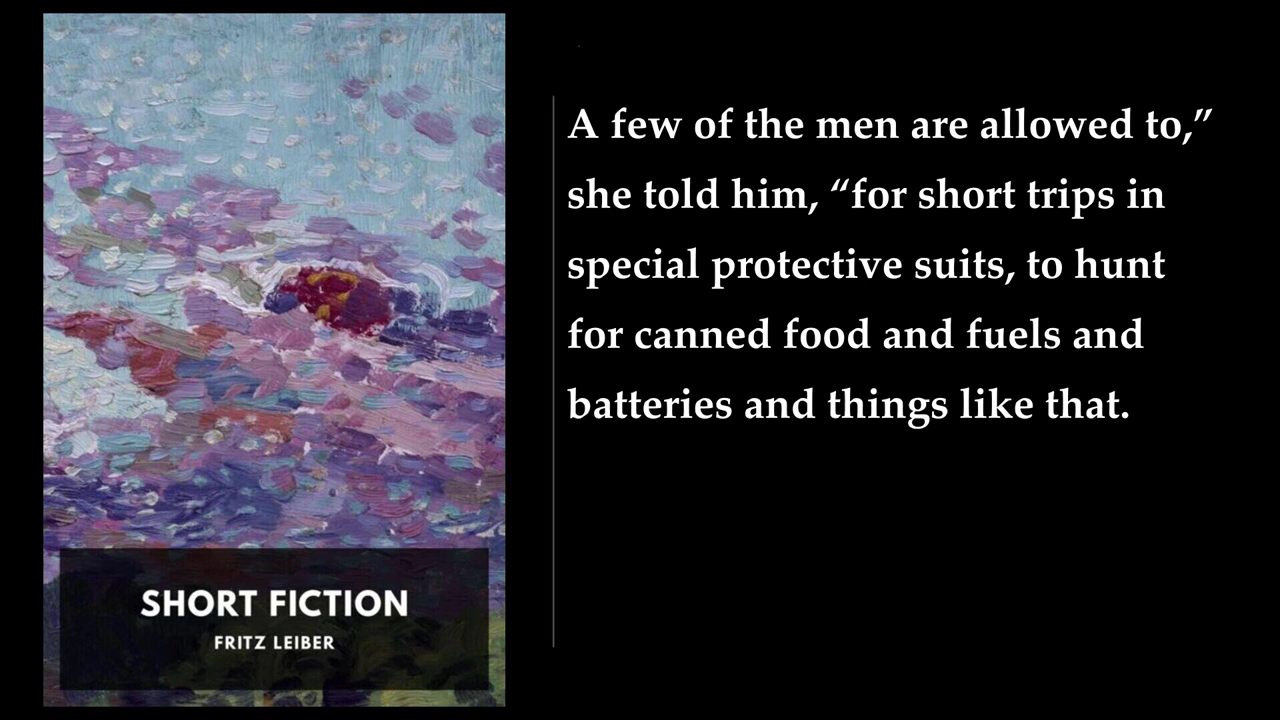 A few of the men are allowed to,”
she told him, “for short trips in
special protective suits, to hunt
for canned food and fuels and
batteries and things like that.
SHORT FICTION
FRITZ LEIBER